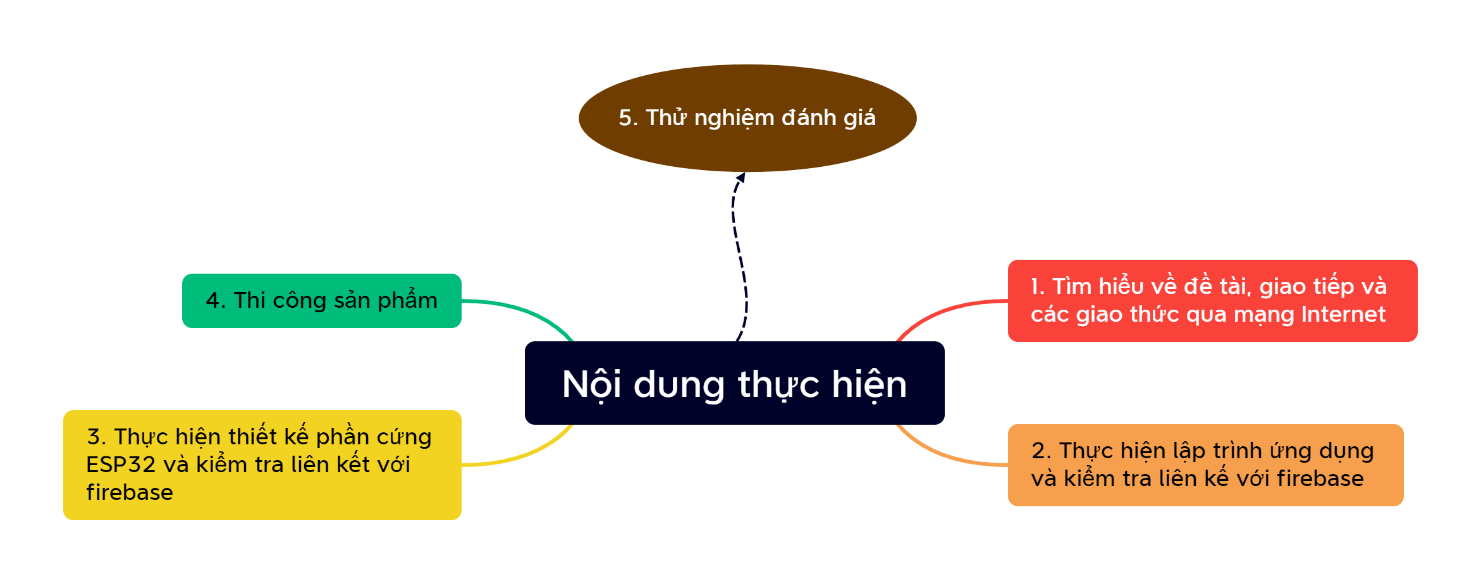 5. Thử nghiệm đánh giá
1. Tìm hiểu về đề tài, giao tiếp và
các giao thức qua mạng Internet
4. Thi công sản phẩm
Nội dung thực hiện
3. Thực hiện thiết kế phần cứng
ESP32 và kiểm tra liên kết với
firebase
2. Thực hiện lập trình ứng dụng
và kiểm tra liên kế với firebase